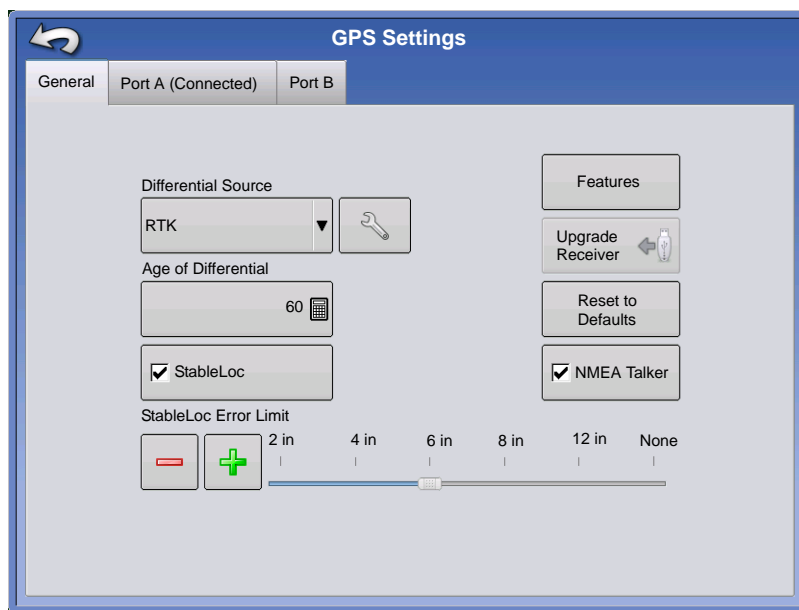 GPS Settings
General
Port A (Connected)
Port B
Differential Source
RTK
Age of Differential
60
StableLoc
StableLoc Error Limit
2 in
4 in
6 in
8 in
12 in
None
Features
Upgrade
Receiver
Reset to
Defaults
NMEA Talker